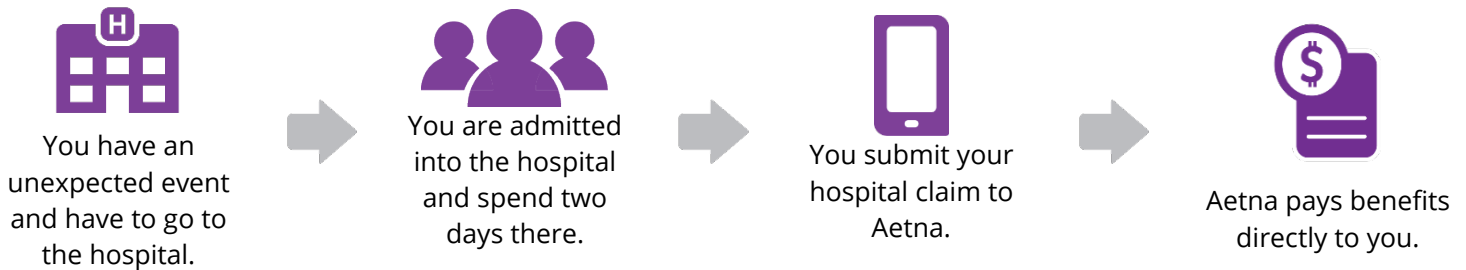 H
You have an
unexpected event
and have to go to
the hospital.
You are admitted
into the hospital
and spend two
days there.
You submit your
hospital claim to
Aetna.
$
Aetna pays benefits
directly to you.